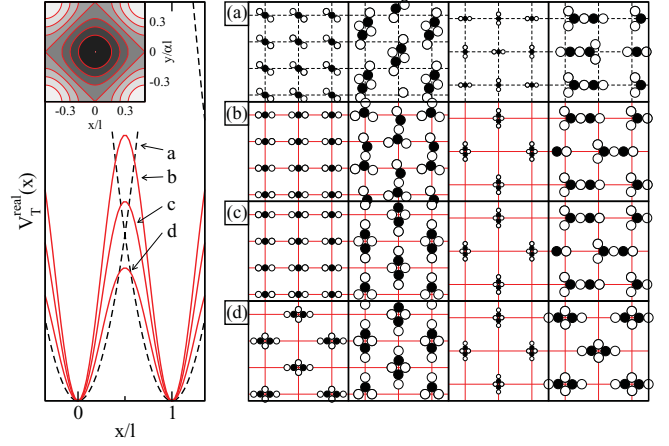 0.3
0
-0.3
y/αl
-0.3 0 0.3
x/l
a
b
c
d
V_T^real(x)
0 1
x/l
(a)
(b)
(c)
(d)